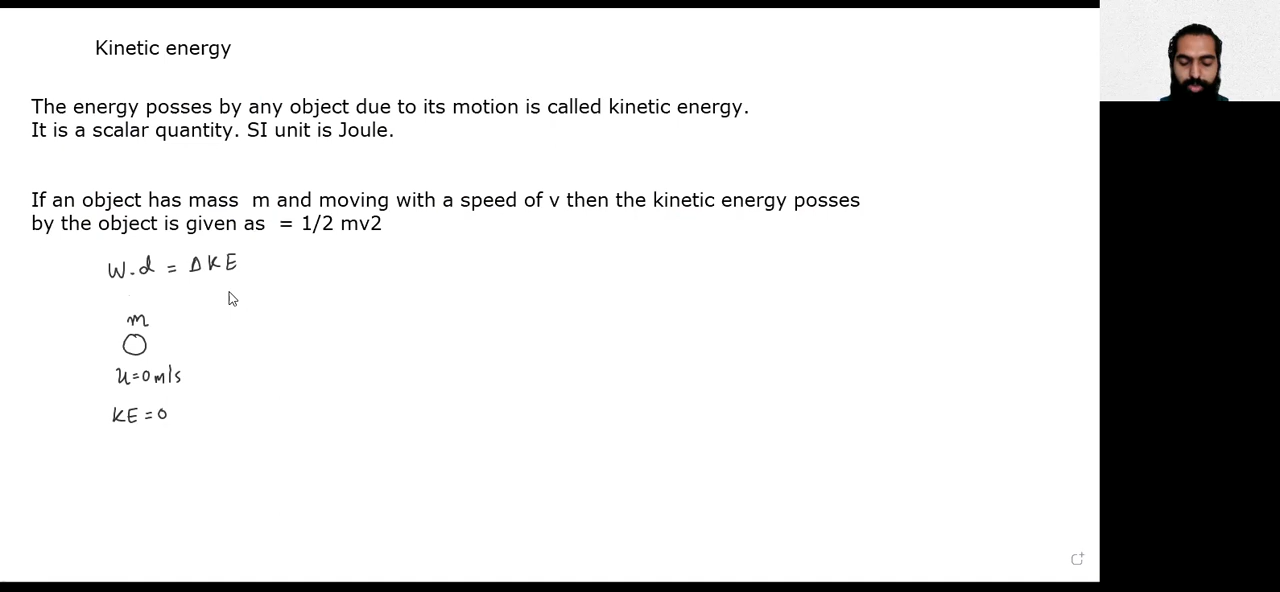 Kinetic energy
The energy posses by any object due to its motion is called kinetic energy.
It is a scalar quantity. SI unit is Joule.
If an object has mass  m and moving with a speed of v then the kinetic energy posses
by the object is given as  = 1/2 mv2
W.d = ΔKE
m
u=0m/s
KE=0